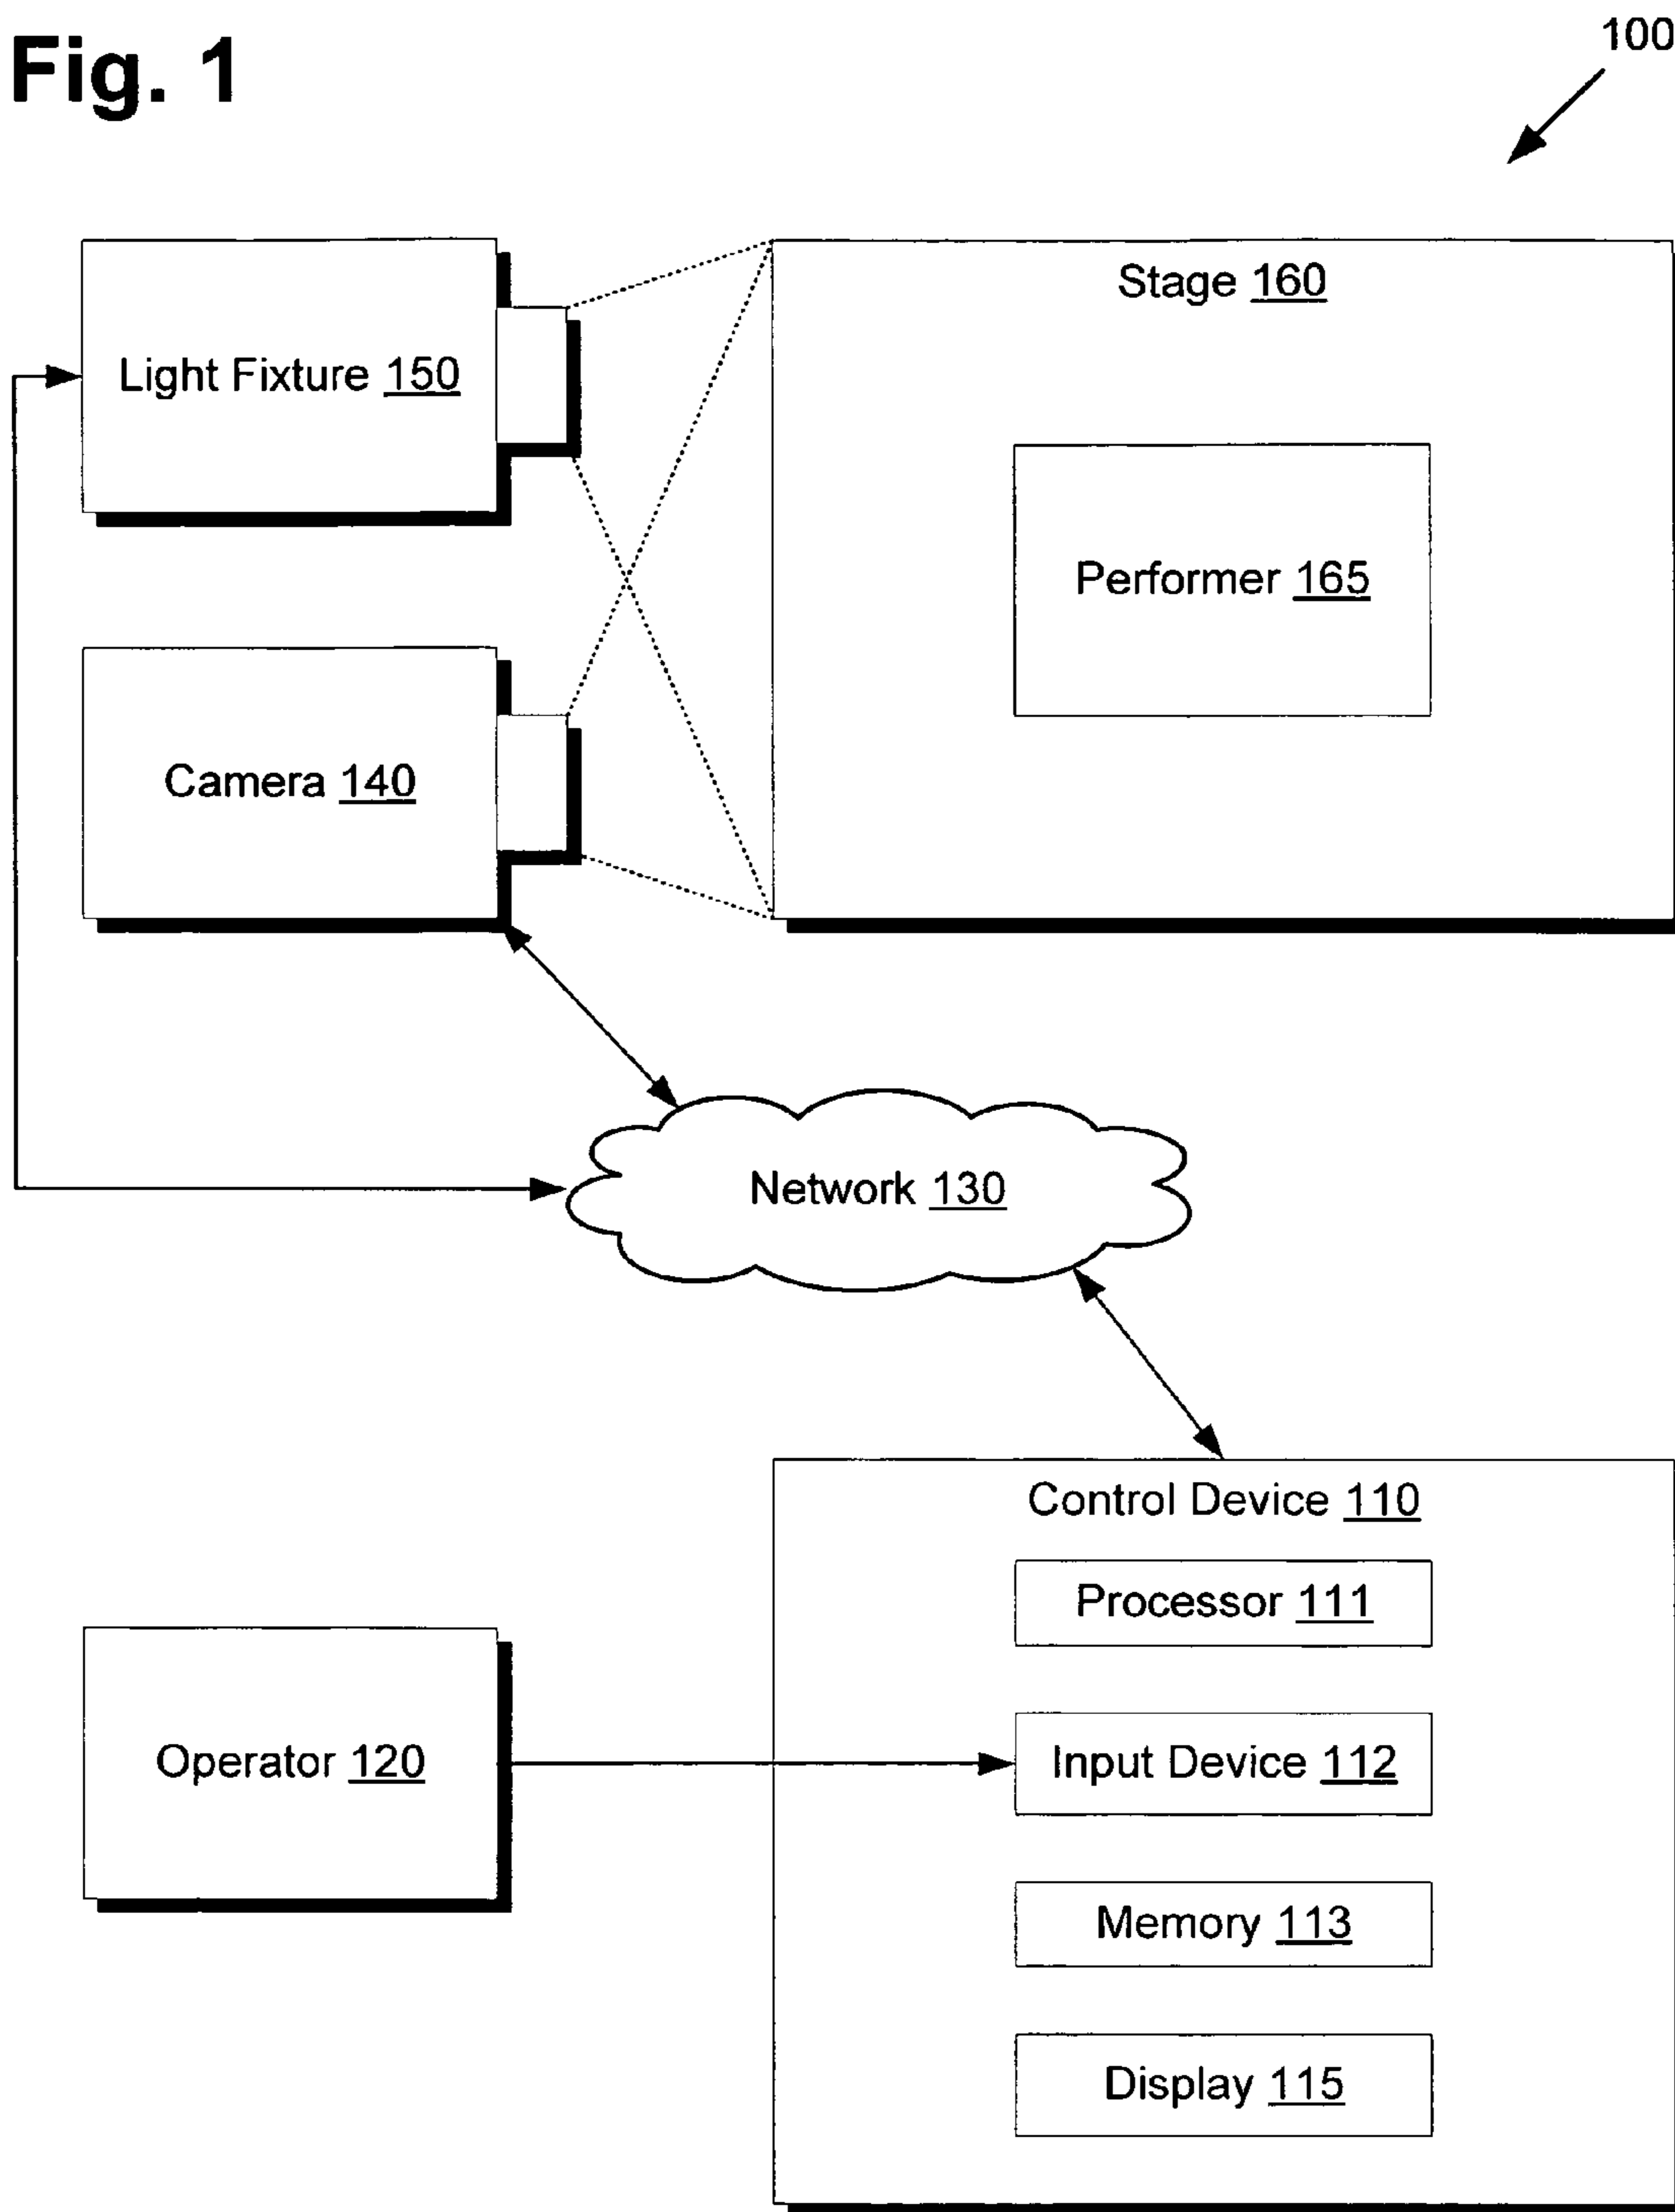 Fig. 1
100
Stage 160
Light Fixture 150
Performer 165
Camera 140
Network 130
Control Device 110
Processor 111
Operator 120
Input Device 112
Memory 113
Display 115